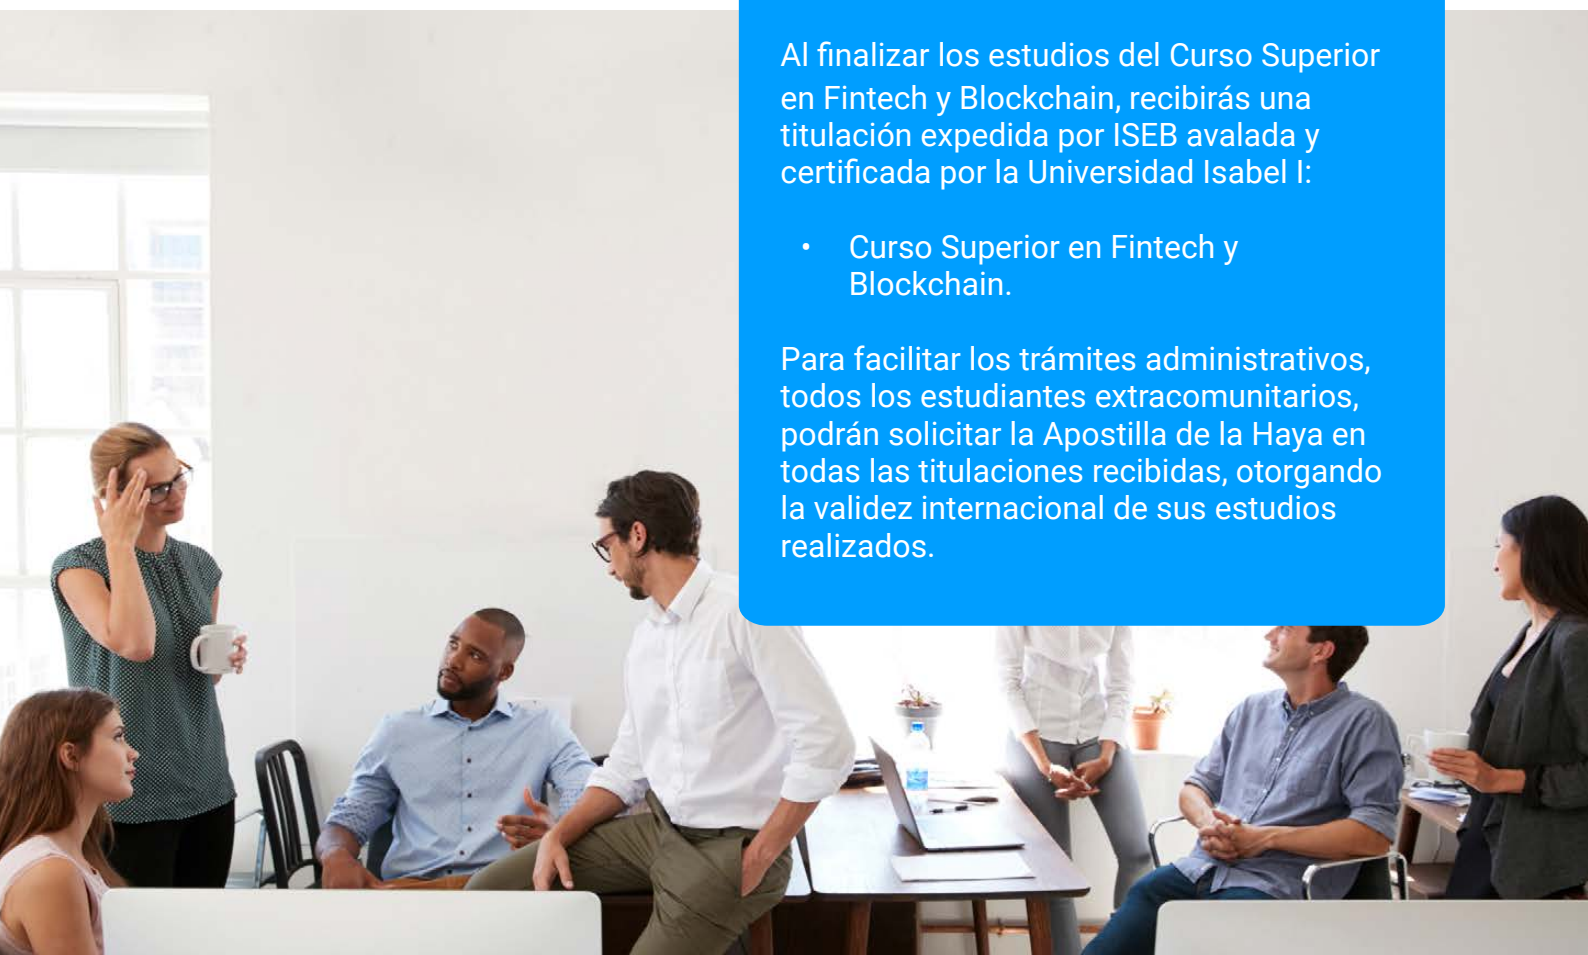 Al finalizar los estudios del Curso Superior
en Fintech y Blockchain, recibirás una
titulación expedida por ISEB avalada y
certificada por la Universidad Isabel I:
• Curso Superior en Fintech y
Blockchain.
Para facilitar los trámites administrativos,
todos los estudiantes extracomunitarios,
podrán solicitar la Apostilla de la Haya en
todas las titulaciones recibidas, otorgando
la validez internacional de sus estudios
realizados.